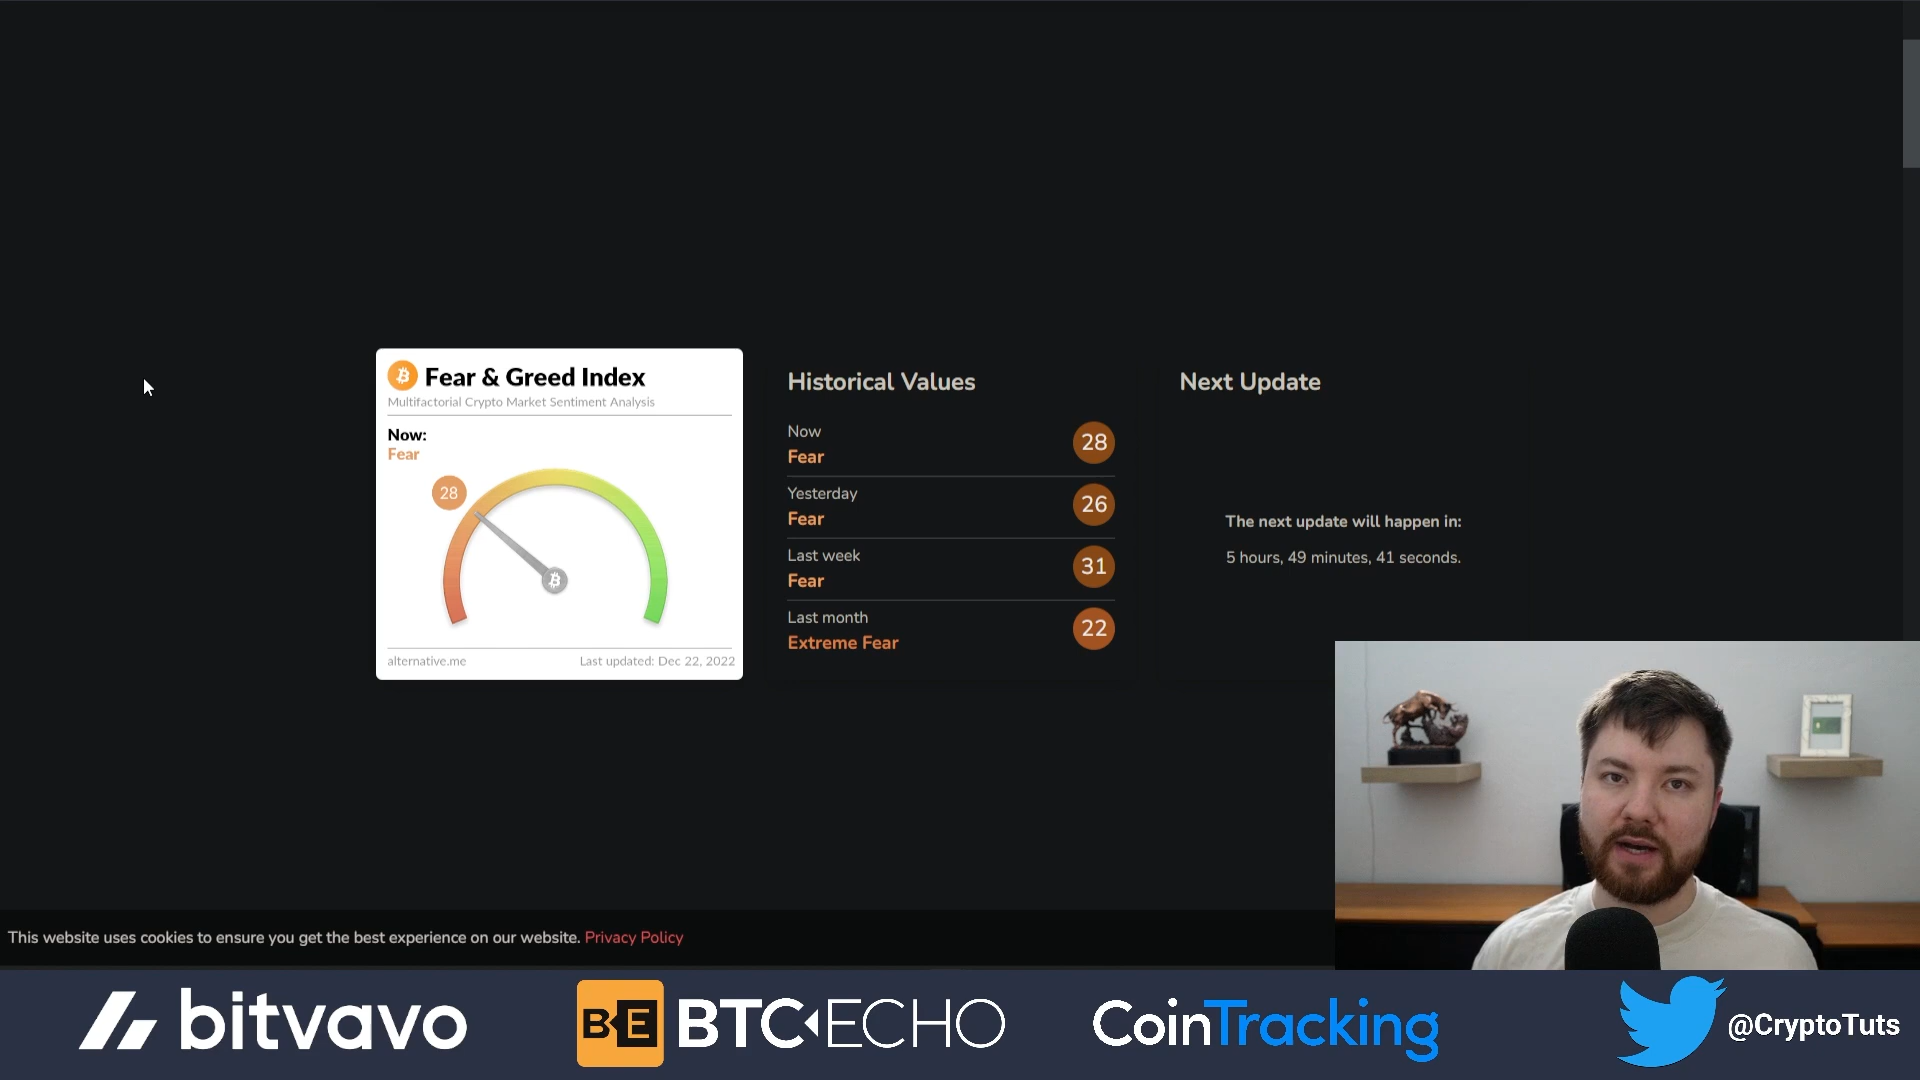 Fear & Greed Index
Multifactorial Crypto Market Sentiment Analysis
Now:
Fear
28
alternative.me
Last updated: Dec 22, 2022
Historical Values
Now
Fear
28
Yesterday
Fear
26
Last week
Fear
31
Last month
Extreme Fear
22
Next Update
The next update will happen in:
5 hours, 49 minutes, 41 seconds.
This website uses cookies to ensure you get the best experience on our website. Privacy Policy
bitvavo
BE BTC ECHO
CoinTracking
@CryptoTuts